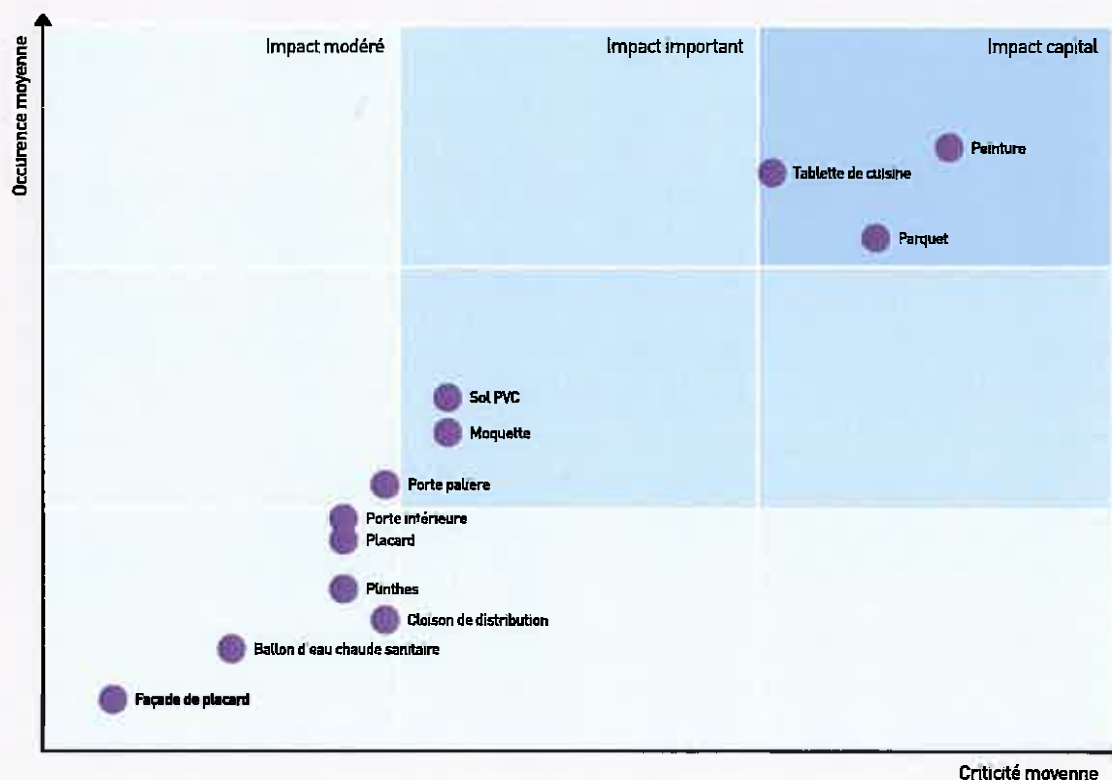 Occurence moyenne
Impact modéré
Impact important
Impact capital
Peinture
Tablette de cuisine
Parquet
Sol PVC
Moquette
Porte palière
Porte intérieure
Placard
Plinthes
Cloison de distribution
Ballon d'eau chaude sanitaire
Façade de placard
Criticité moyenne